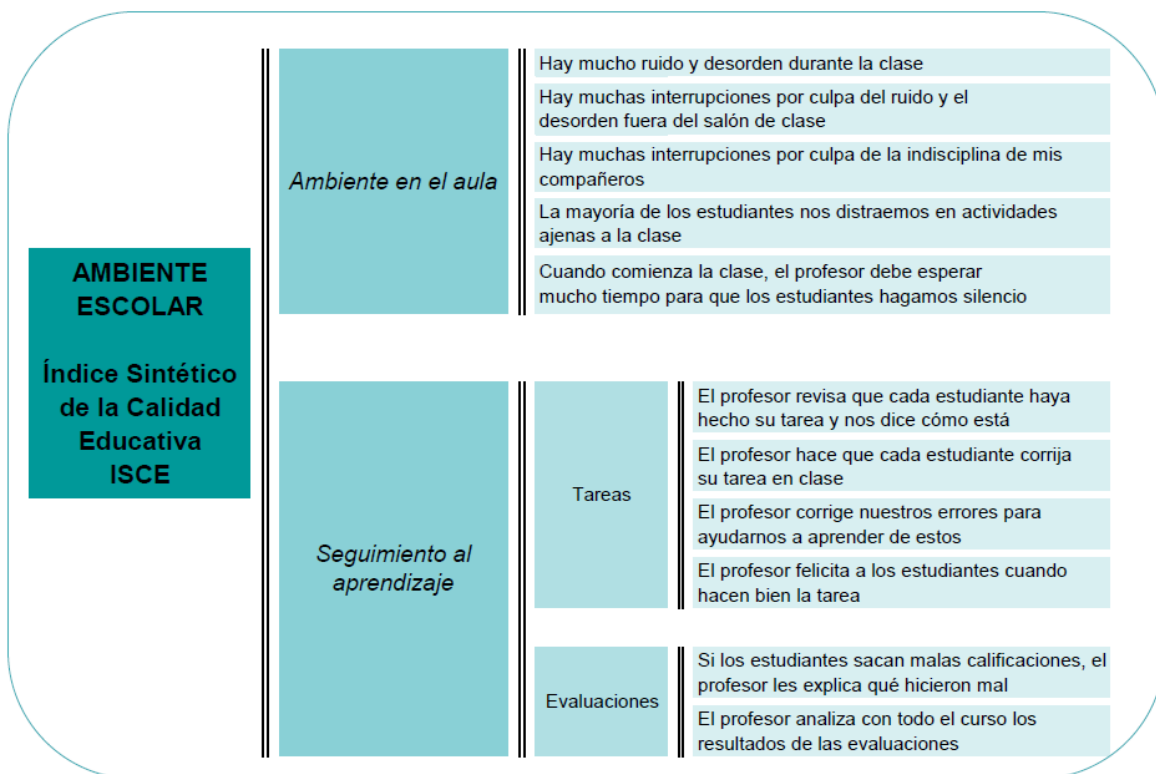 AMBIENTE
ESCOLAR
Índice Sintético
de la Calidad
Educativa
ISCE
Ambiente en el aula
Hay mucho ruido y desorden durante la clase
Hay muchas interrupciones por culpa del ruido y el
desorden fuera del salón de clase
Hay muchas interrupciones por culpa de la indisciplina de mis
compañeros
La mayoría de los estudiantes nos distraemos en actividades
ajenas a la clase
Cuando comienza la clase, el profesor debe esperar
mucho tiempo para que los estudiantes hagamos silencio
Seguimiento al
aprendizaje
Tareas
El profesor revisa que cada estudiante haya
hecho su tarea y nos dice cómo está
El profesor hace que cada estudiante corrija
su tarea en clase
El profesor corrige nuestros errores para
ayudarnos a aprender de estos
El profesor felicita a los estudiantes cuando
hacen bien la tarea
Evaluaciones
Si los estudiantes sacan malas calificaciones, el
profesor les explica qué hicieron mal
El profesor analiza con todo el curso los
resultados de las evaluaciones